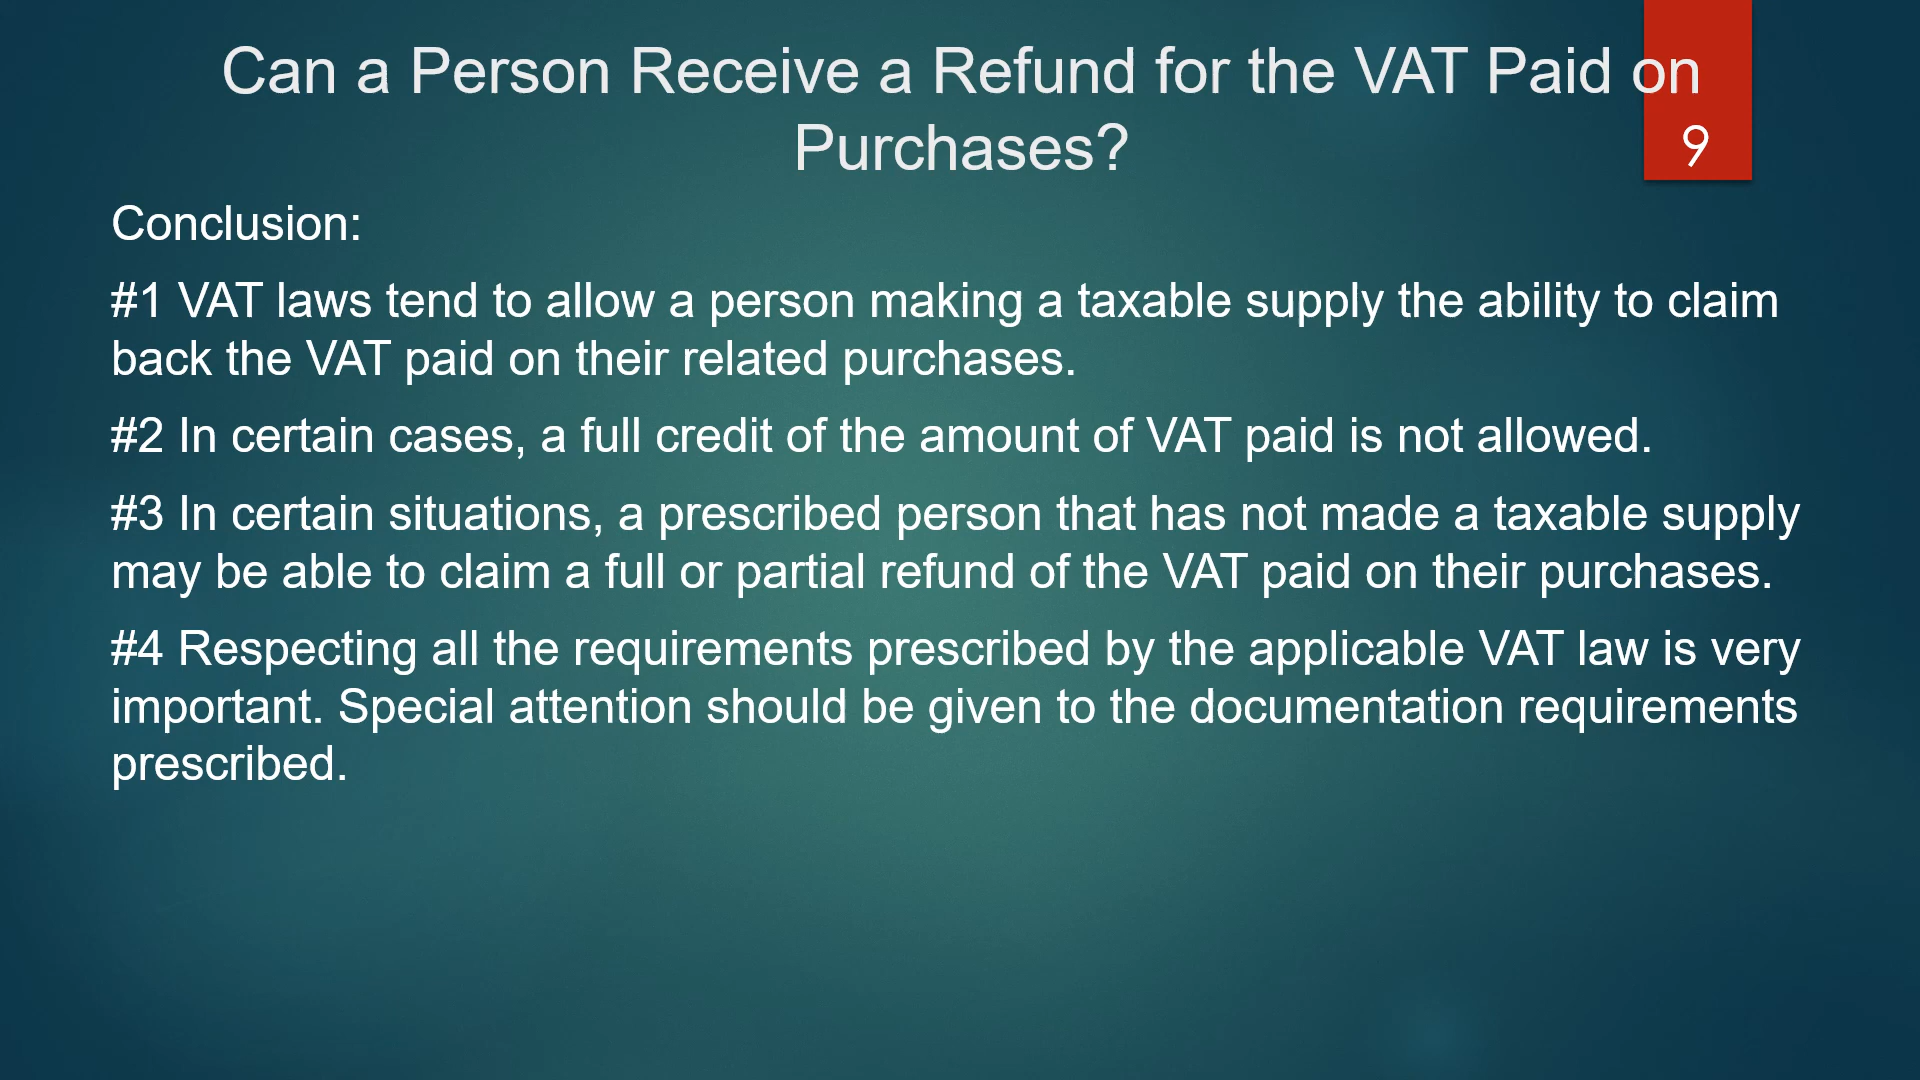 Can a Person Receive a Refund for the VAT Paid on
Purchases?
9
Conclusion:
#1 VAT laws tend to allow a person making a taxable supply the ability to claim
back the VAT paid on their related purchases.
#2 In certain cases, a full credit of the amount of VAT paid is not allowed.
#3 In certain situations, a prescribed person that has not made a taxable supply
may be able to claim a full or partial refund of the VAT paid on their purchases.
#4 Respecting all the requirements prescribed by the applicable VAT law is very
important. Special attention should be given to the documentation requirements
prescribed.